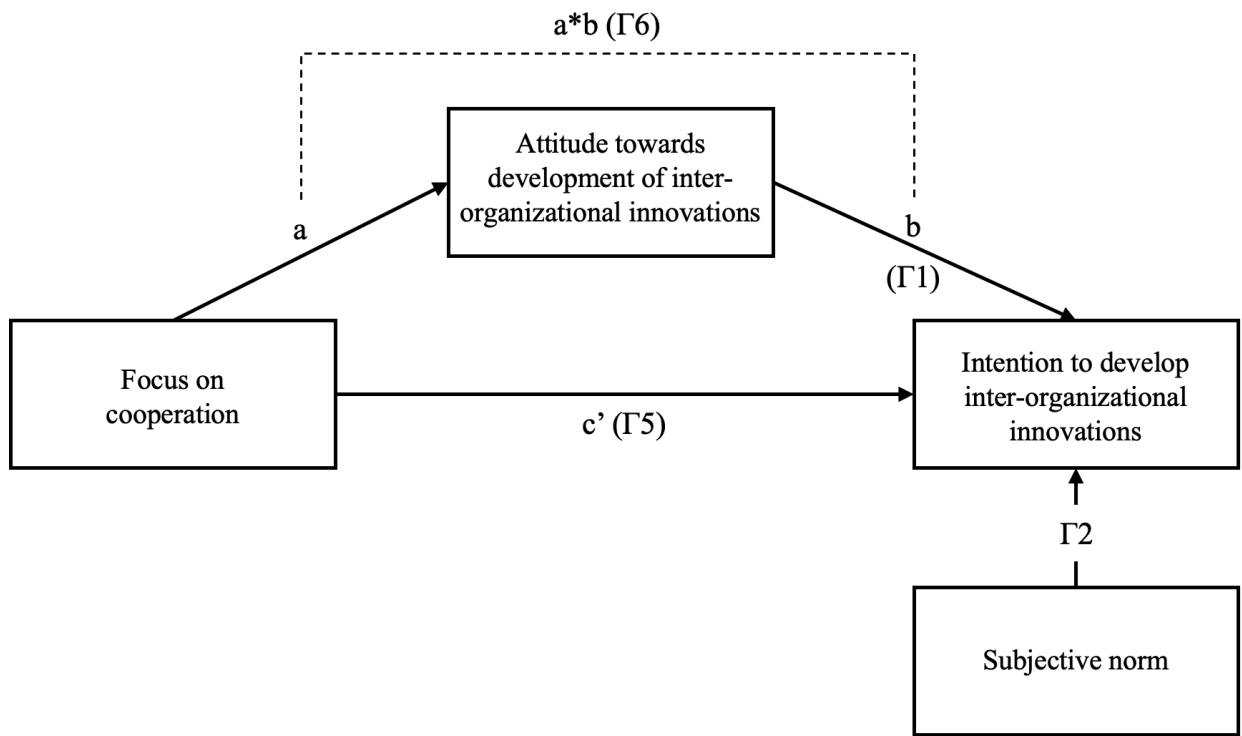 a*b (Γ6)
Attitude towards
development of inter-
organizational innovations
a
b
(Γ1)
Focus on
cooperation
c’ (Γ5)
Intention to develop
inter-organizational
innovations
Γ2
Subjective norm